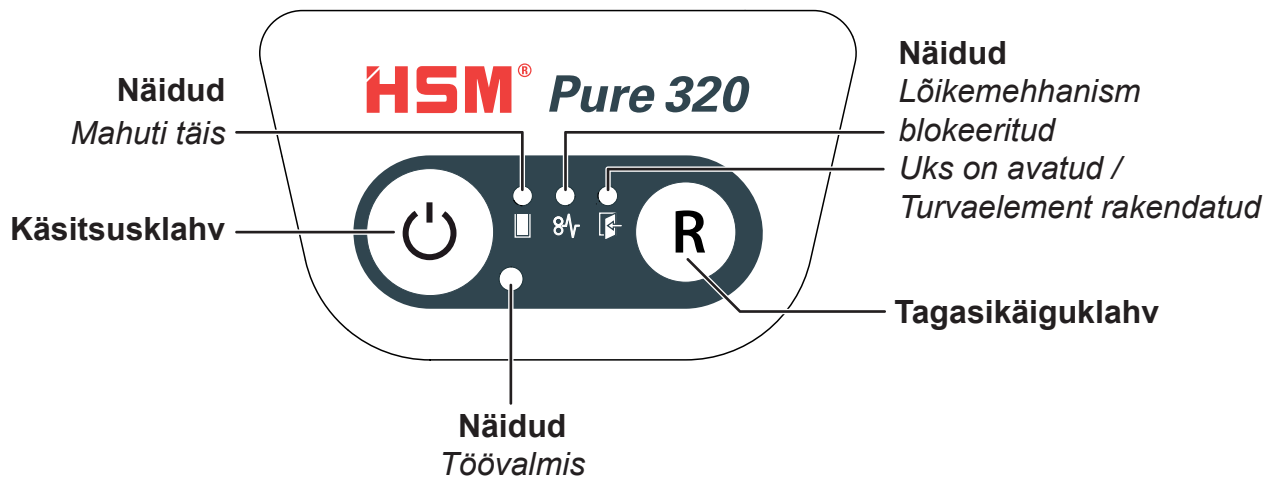 HSM® Pure 320
Näidud
Mahuti täis
Käsitsusklahv
Näidud
Lõikemehhanism
blokeeritud
Uks on avatud /
Turvaelement rakendatud
R
Tagasikäiguklahv
Näidud
Töövalmis